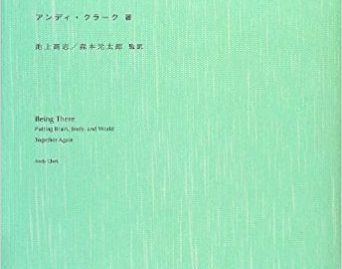 アンディ・クラーク 著
池上高志／森本元太郎 監訳
Being There
Putting Brain, Body, and World
Together Again
Andy Clark